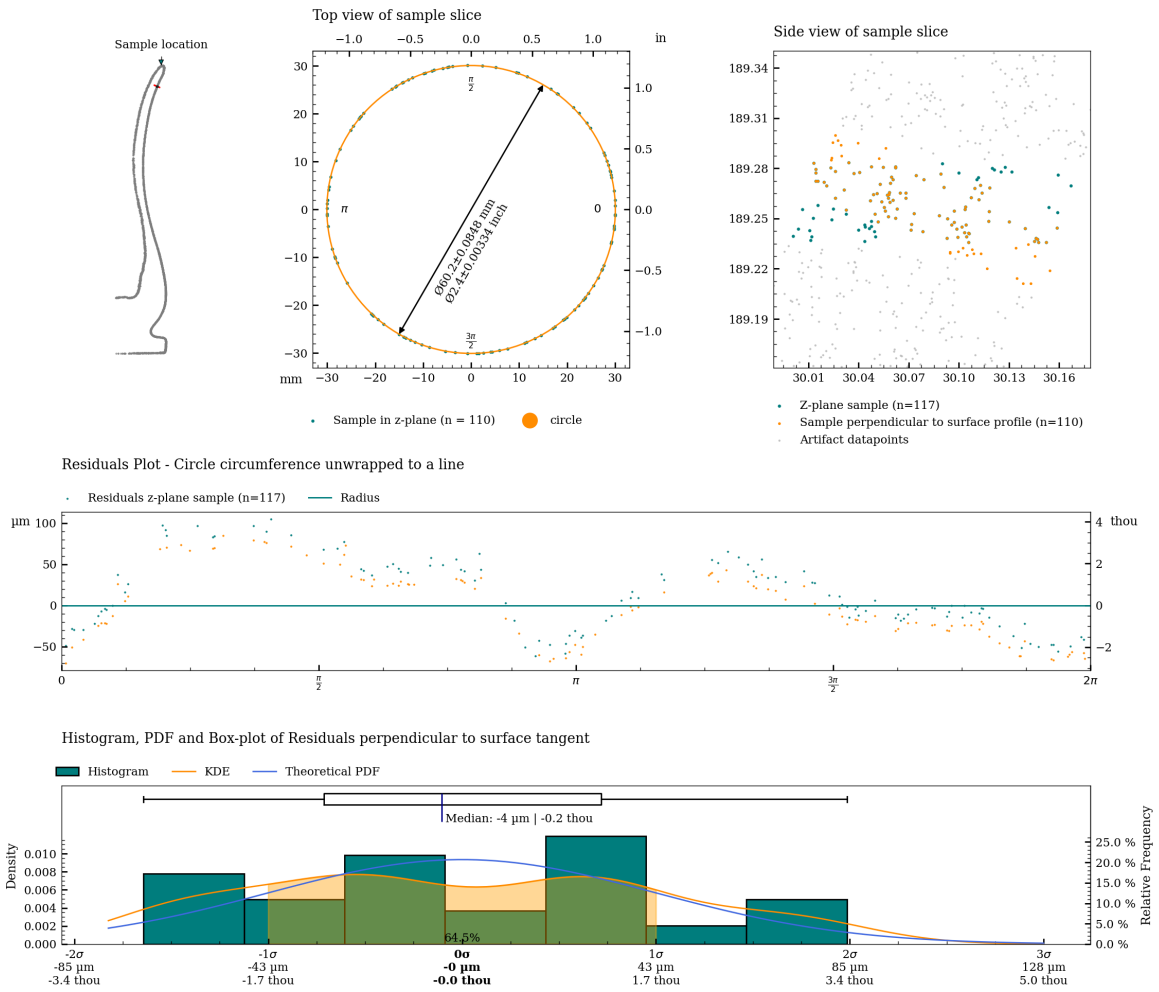 Top view of sample slice
Side view of sample slice
Sample location
−1.0 −0.5 0.0 0.5 1.0 in
30
20
10
0
−10
−20
−30
mm
−30 −20 −10 0 10 20 30
1.0
0.5
0.0
−0.5
−1.0
π/2
π
0
3π/2
Ø60.2±0.0848 mm
Ø2.4±0.00334 inch
Sample in z-plane (n = 110)
circle
189.34
189.31
189.28
189.25
189.22
189.19
30.01 30.04 30.07 30.10 30.13 30.16
Z-plane sample (n=117)
Sample perpendicular to surface profile (n=110)
Artifact datapoints
Residuals Plot - Circle circumference unwrapped to a line
Residuals z-plane sample (n=117)
Radius
µm
100
50
0
−50
4
2
0
−2
thou
0 π/2 π 3π/2 2π
Histogram, PDF and Box-plot of Residuals perpendicular to surface tangent
Histogram
KDE
Theoretical PDF
Median: -4 µm | -0.2 thou
Density
0.010
0.008
0.006
0.004
0.002
0.000
25.0 %
20.0 %
15.0 %
10.0 %
5.0 %
0.0 %
Relative Frequency
64.5%
-2σ -1σ 0σ 1σ 2σ 3σ
-85 µm -43 µm -0 µm 43 µm 85 µm 128 µm
-3.4 thou -1.7 thou -0.0 thou 1.7 thou 3.4 thou 5.0 thou